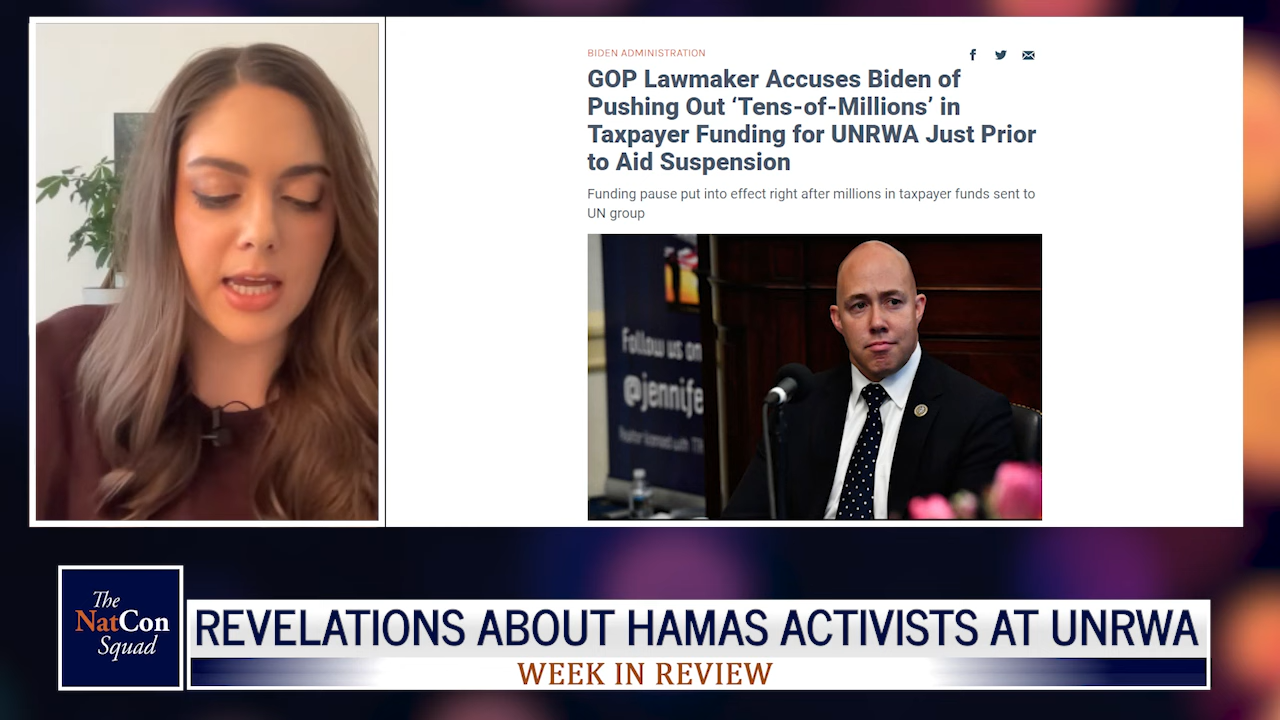 BIDEN ADMINISTRATION
GOP Lawmaker Accuses Biden of
Pushing Out ‘Tens-of-Millions’ in
Taxpayer Funding for UNRWA Just Prior
to Aid Suspension
Funding pause put into effect right after millions in taxpayer funds sent to
UN group
Follow us on
@jennife
The
NatCon
Squad
REVELATIONS ABOUT HAMAS ACTIVISTS AT UNRWA
WEEK IN REVIEW